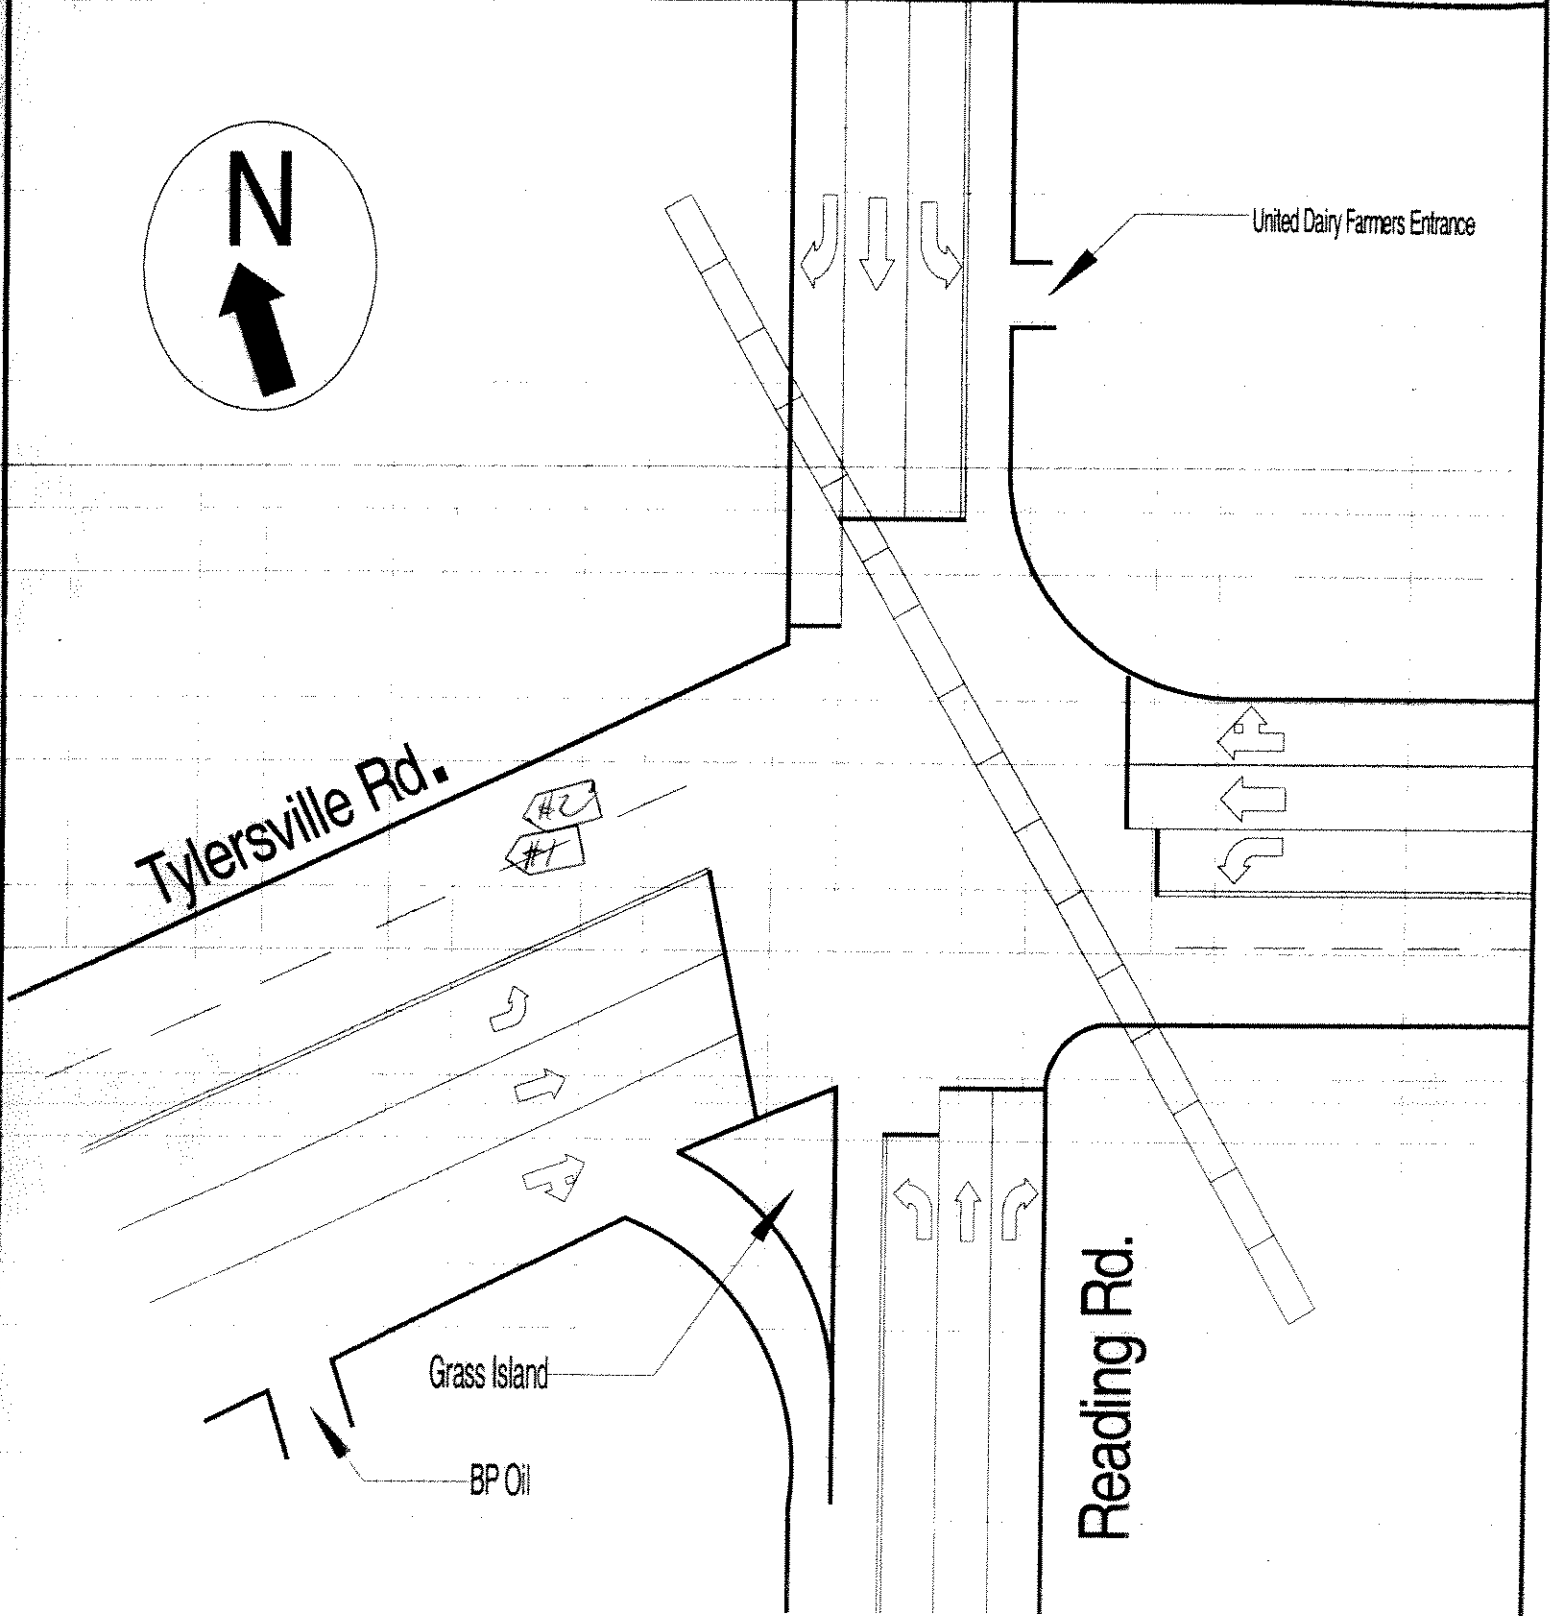 N
United Dairy Farmers Entrance
Tylersville Rd.
#2
#1
Grass Island
BP Oil
Reading Rd.